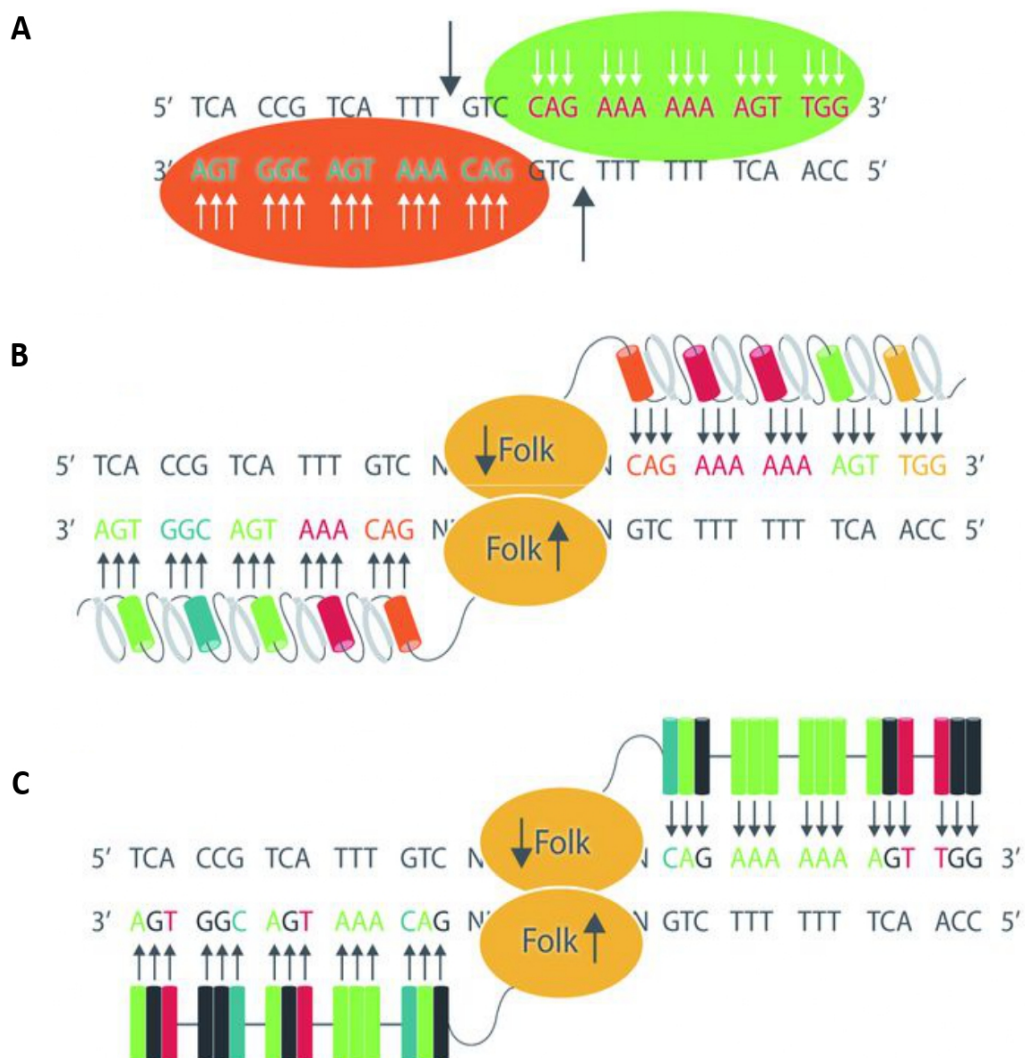 A
5′ TCA CCG TCA TTT GTC CAG AAA AAA AGT TGG 3′
3′ AGT GGC AGT AAA CAG GTC TTT TTT TCA ACC 5′
B
5′ TCA CCG TCA TTT GTC N Folk N CAG AAA AAA AGT TGG 3′
3′ AGT GGC AGT AAA CAG N Folk N GTC TTT TTT TCA ACC 5′
C
5′ TCA CCG TCA TTT GTC N Folk N CAG AAA AAA AGT TGG 3′
3′ AGT GGC AGT AAA CAG N Folk N GTC TTT TTT TCA ACC 5′